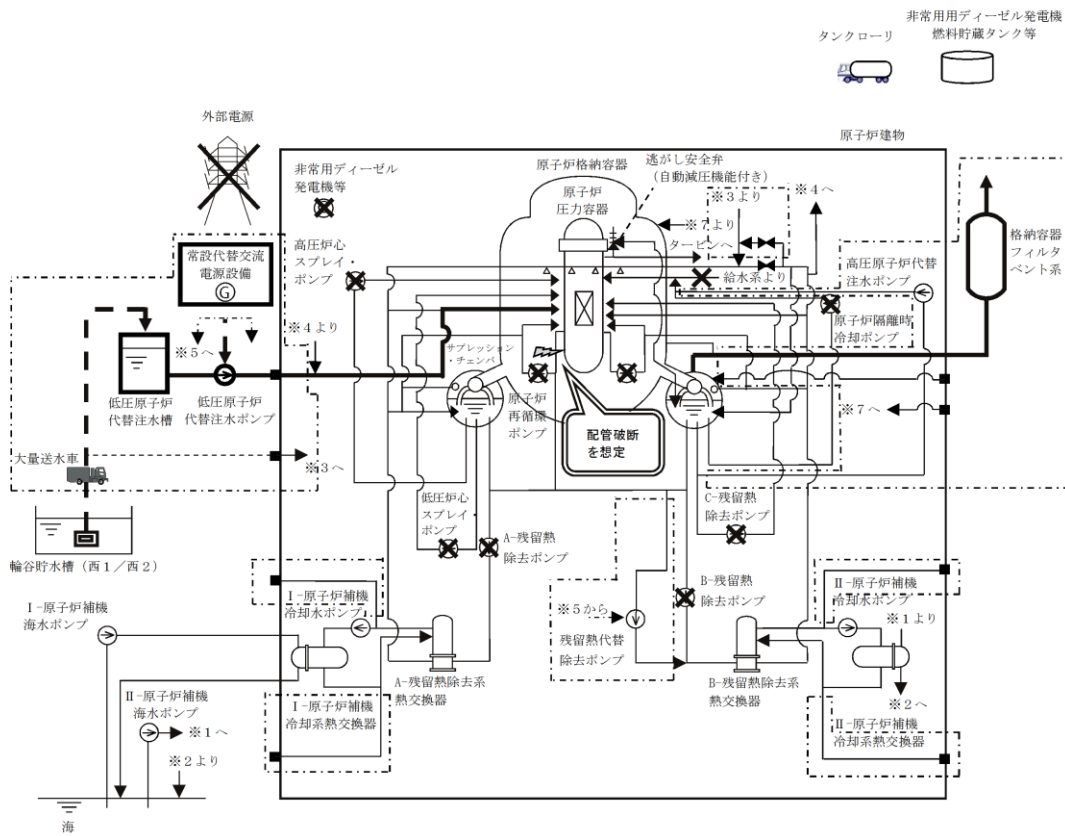 非常用用ディーゼル発電機
燃料貯蔵タンク等
タンクローリ
外部電源
原子炉建物
非常用ディーゼル
発電機等
原子炉格納容器
逃がし安全弁
（自動減圧機能付き）
原子炉
圧力容器
※3より
※4へ
※7より
タービンへ
高圧炉心
スプレイ・
ポンプ
常設代替交流
電源設備
G
格納容器
フィルタ
ベント系
高圧原子炉代替
注水ポンプ
給水系より
原子炉隔離時
冷却ポンプ
※4より
※5へ
サプレッション
・チェンバ
低圧原子炉
代替注水槽
低圧原子炉
代替注水ポンプ
原子炉
再循環
ポンプ
配管破断
を想定
※7へ
大量送水車
※3へ
低圧炉心
スプレイ・
ポンプ
A-残留熱
除去ポンプ
C-残留熱
除去ポンプ
輪谷貯水槽（西1／西2）
Ⅰ-原子炉補機
海水ポンプ
Ⅰ-原子炉補機
冷却水ポンプ
B-残留熱
除去ポンプ
Ⅱ-原子炉補機
冷却水ポンプ
※5から
残留熱代替
除去ポンプ
※1より
A-残留熱除去系
熱交換器
B-残留熱除去系
熱交換器
※2へ
Ⅱ-原子炉補機
海水ポンプ
※1へ
Ⅰ-原子炉補機
冷却系熱交換器
Ⅱ-原子炉補機
冷却系熱交換器
※2より
海